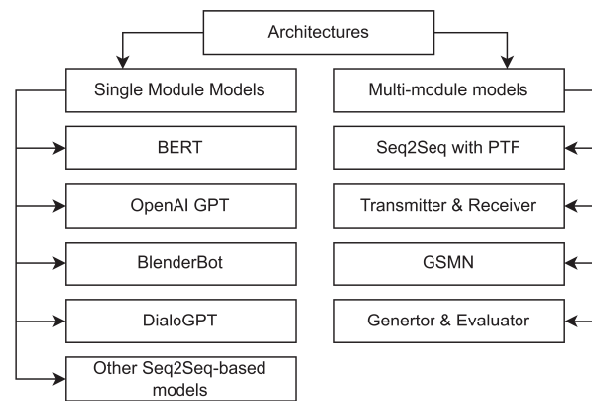 Architectures
Single Module Models
Multi-module models
BERT
Seq2Seq with PTF
OpenAI GPT
Transmitter & Receiver
BlenderBot
GSMN
DialoGPT
Genertor & Evaluator
Other Seq2Seq-based
models